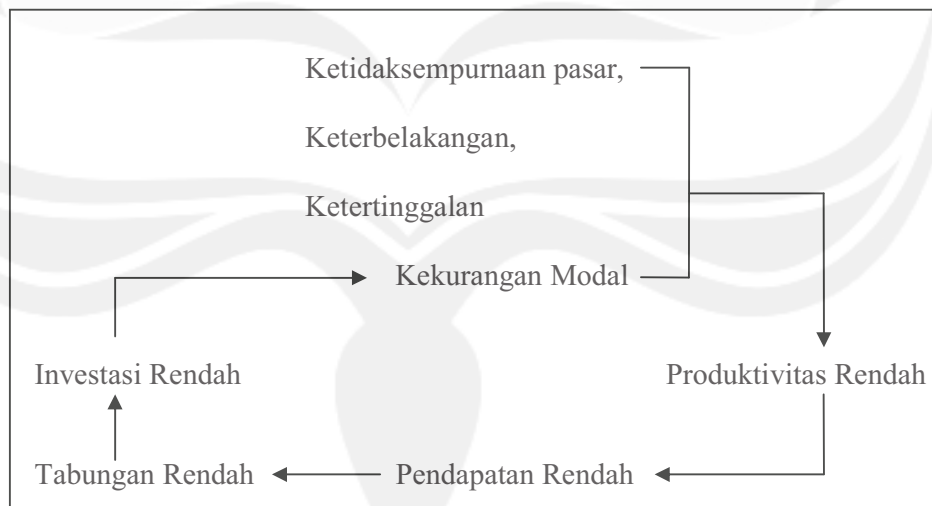 Ketidaksempurnaan pasar,
Keterbelakangan,
Ketertinggalan
Kekurangan Modal
Investasi Rendah
Produktivitas Rendah
Tabungan Rendah
Pendapatan Rendah